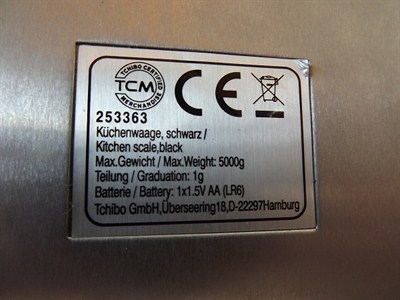 TCHIBO CERTIFIED
TCM
MERCHANDISE
CE
253363
Küchenwaage, schwarz /
Kitchen scale,black
Max.Gewicht / Max.Weight: 5000g
Teilung / Graduation: 1g
Batterie / Battery: 1x1.5V AA (LR6)
Tchibo GmbH,Überseering18,D-22297Hamburg